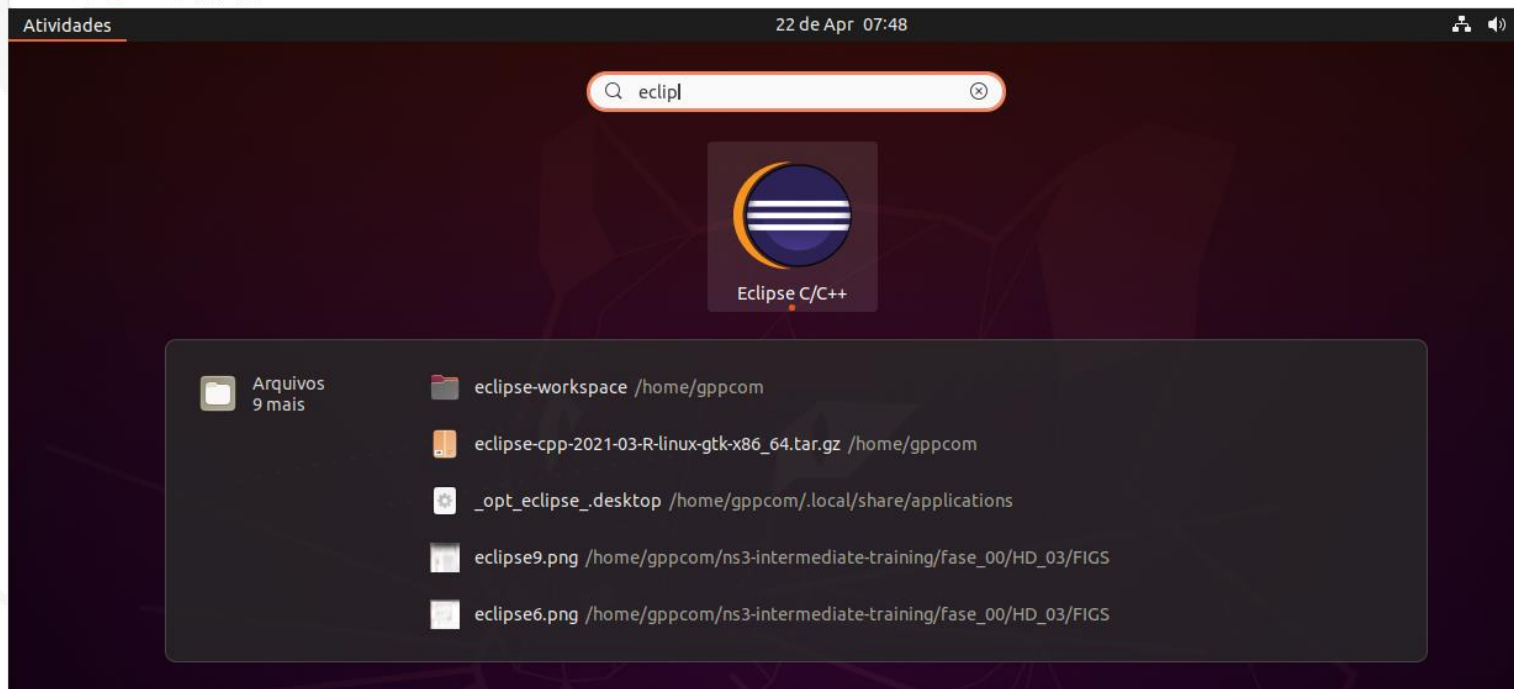 Atividades
22 de Apr 07:48
eclip
Eclipse C/C++
Arquivos
9 mais
eclipse-workspace /home/gppcom
eclipse-cpp-2021-03-R-linux-gtk-x86_64.tar.gz /home/gppcom
_opt_eclipse_.desktop /home/gppcom/.local/share/applications
eclipse9.png /home/gppcom/ns3-intermediate-training/fase_00/HD_03/FIGS
eclipse6.png /home/gppcom/ns3-intermediate-training/fase_00/HD_03/FIGS